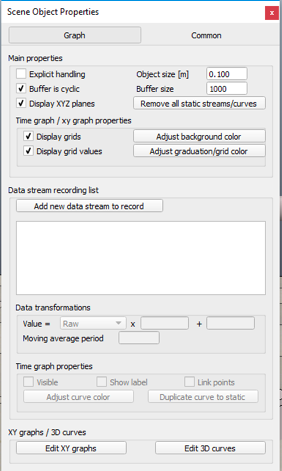 Scene Object Properties
x
Graph
Common
Main properties
Explicit handling
Object size [m]
0.100
Buffer is cyclic
Buffer size
1000
Display XYZ planes
Remove all static streams/curves
Time graph / xy graph properties
Display grids
Adjust background color
Display grid values
Adjust graduation/grid color
Data stream recording list
Add new data stream to record
Data transformations
Value =
Raw
x
+
Moving average period
Time graph properties
Visible
Show label
Link points
Adjust curve color
Duplicate curve to static
XY graphs / 3D curves
Edit XY graphs
Edit 3D curves